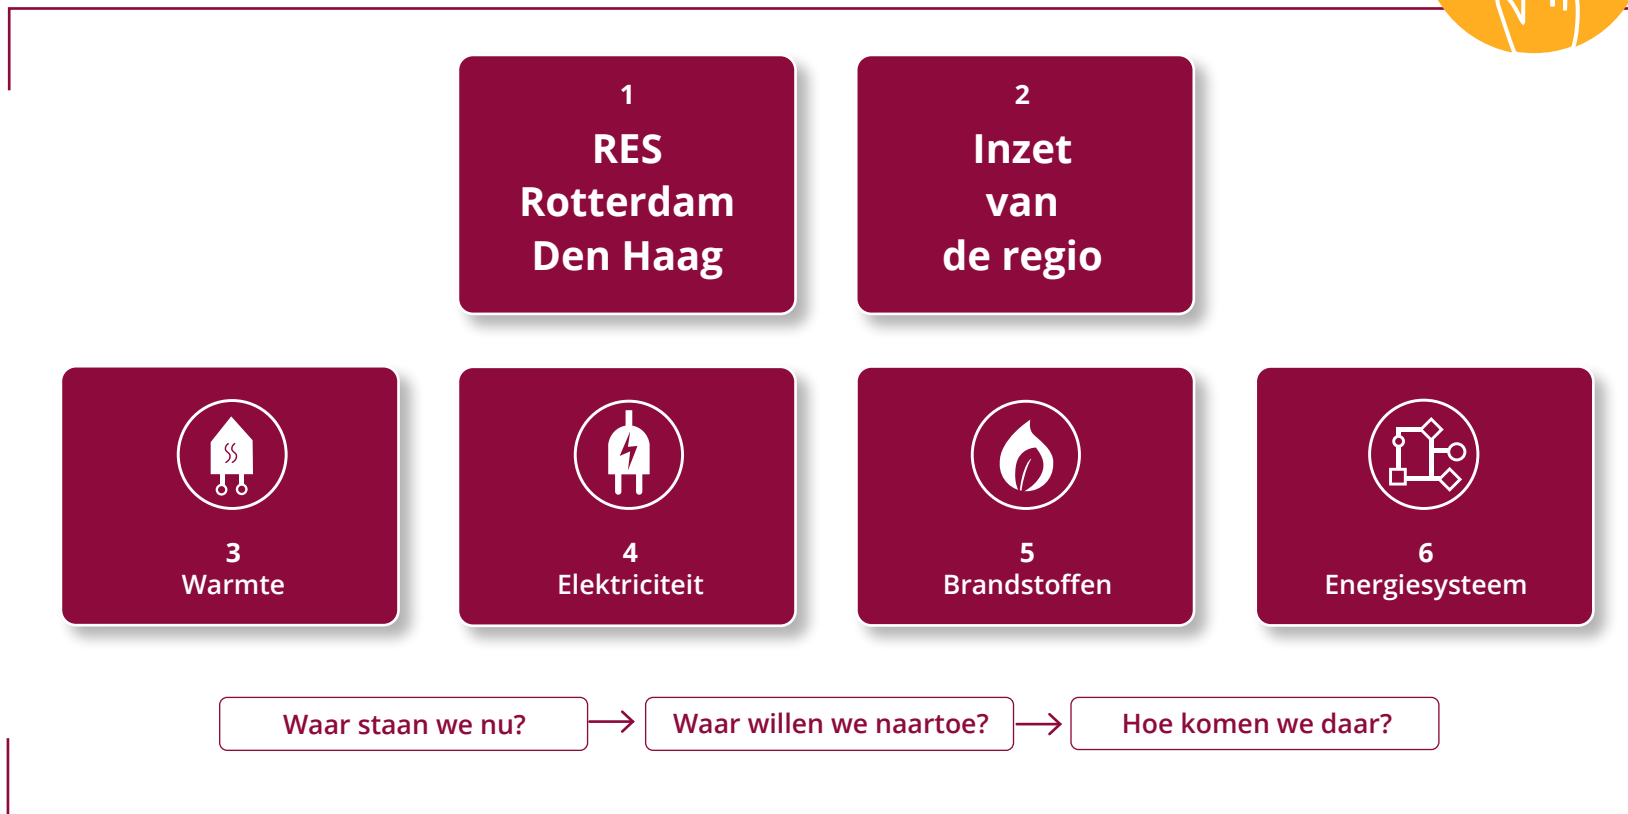 1
RES
Rotterdam
Den Haag
2
Inzet
van
de regio
3
Warmte
4
Elektriciteit
5
Brandstoffen
6
Energiesysteem
Waar staan we nu?
Waar willen we naartoe?
Hoe komen we daar?